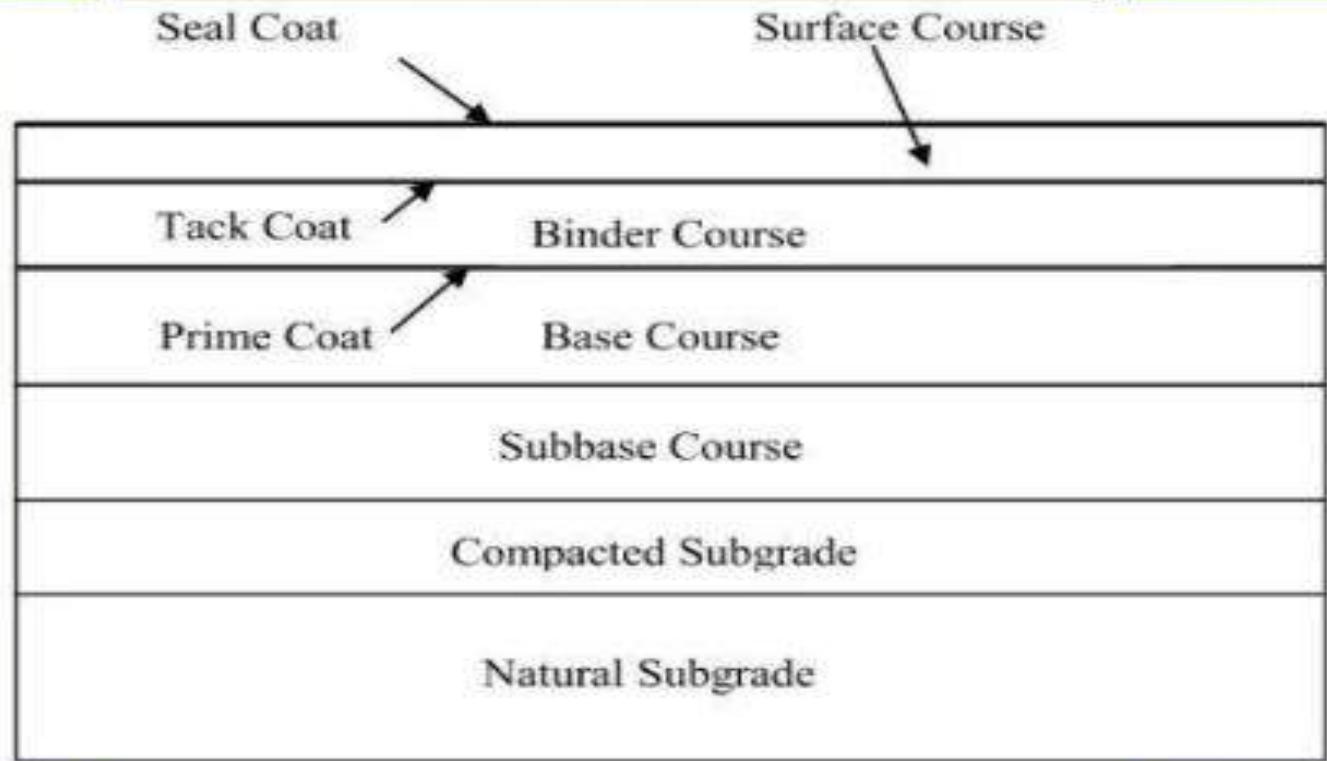 Seal Coat
Surface Course
Tack Coat
Binder Course
Prime Coat
Base Course
Subbase Course
Compacted Subgrade
Natural Subgrade